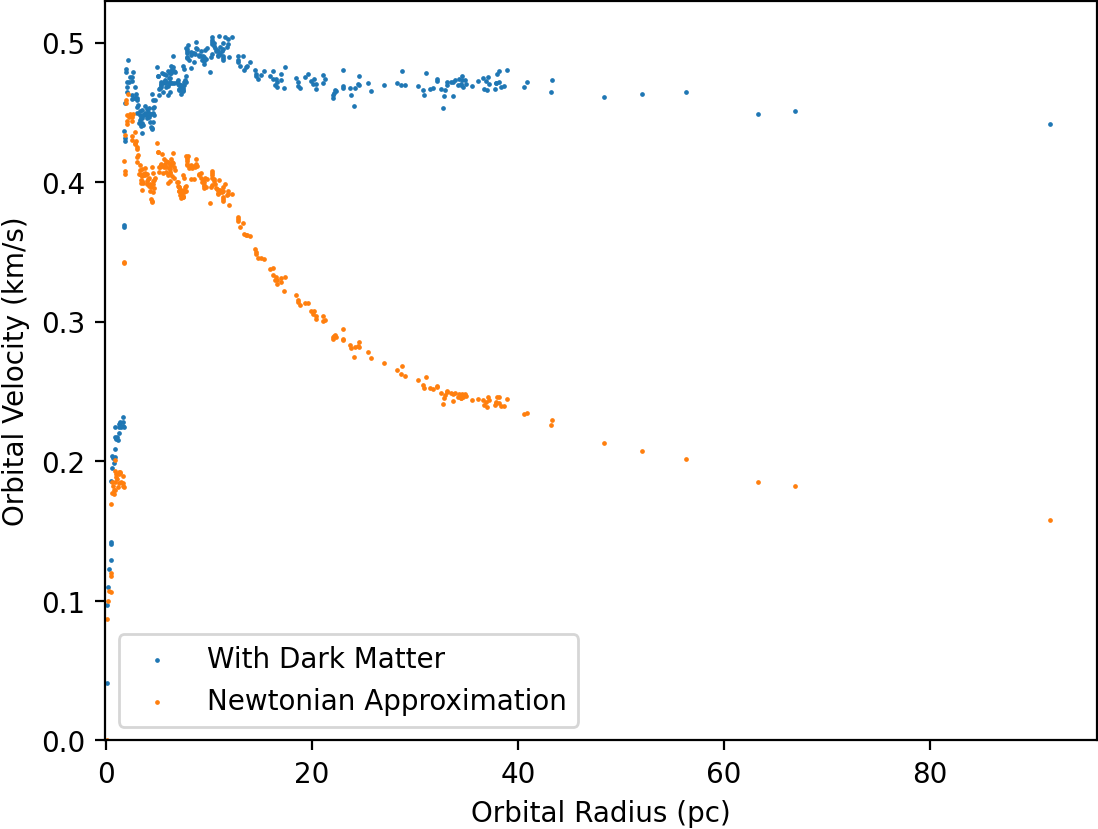 0.5
0.4
0.3
0.2
0.1
0.0
Orbital Velocity (km/s)
With Dark Matter
Newtonian Approximation
0 20 40 60 80
Orbital Radius (pc)